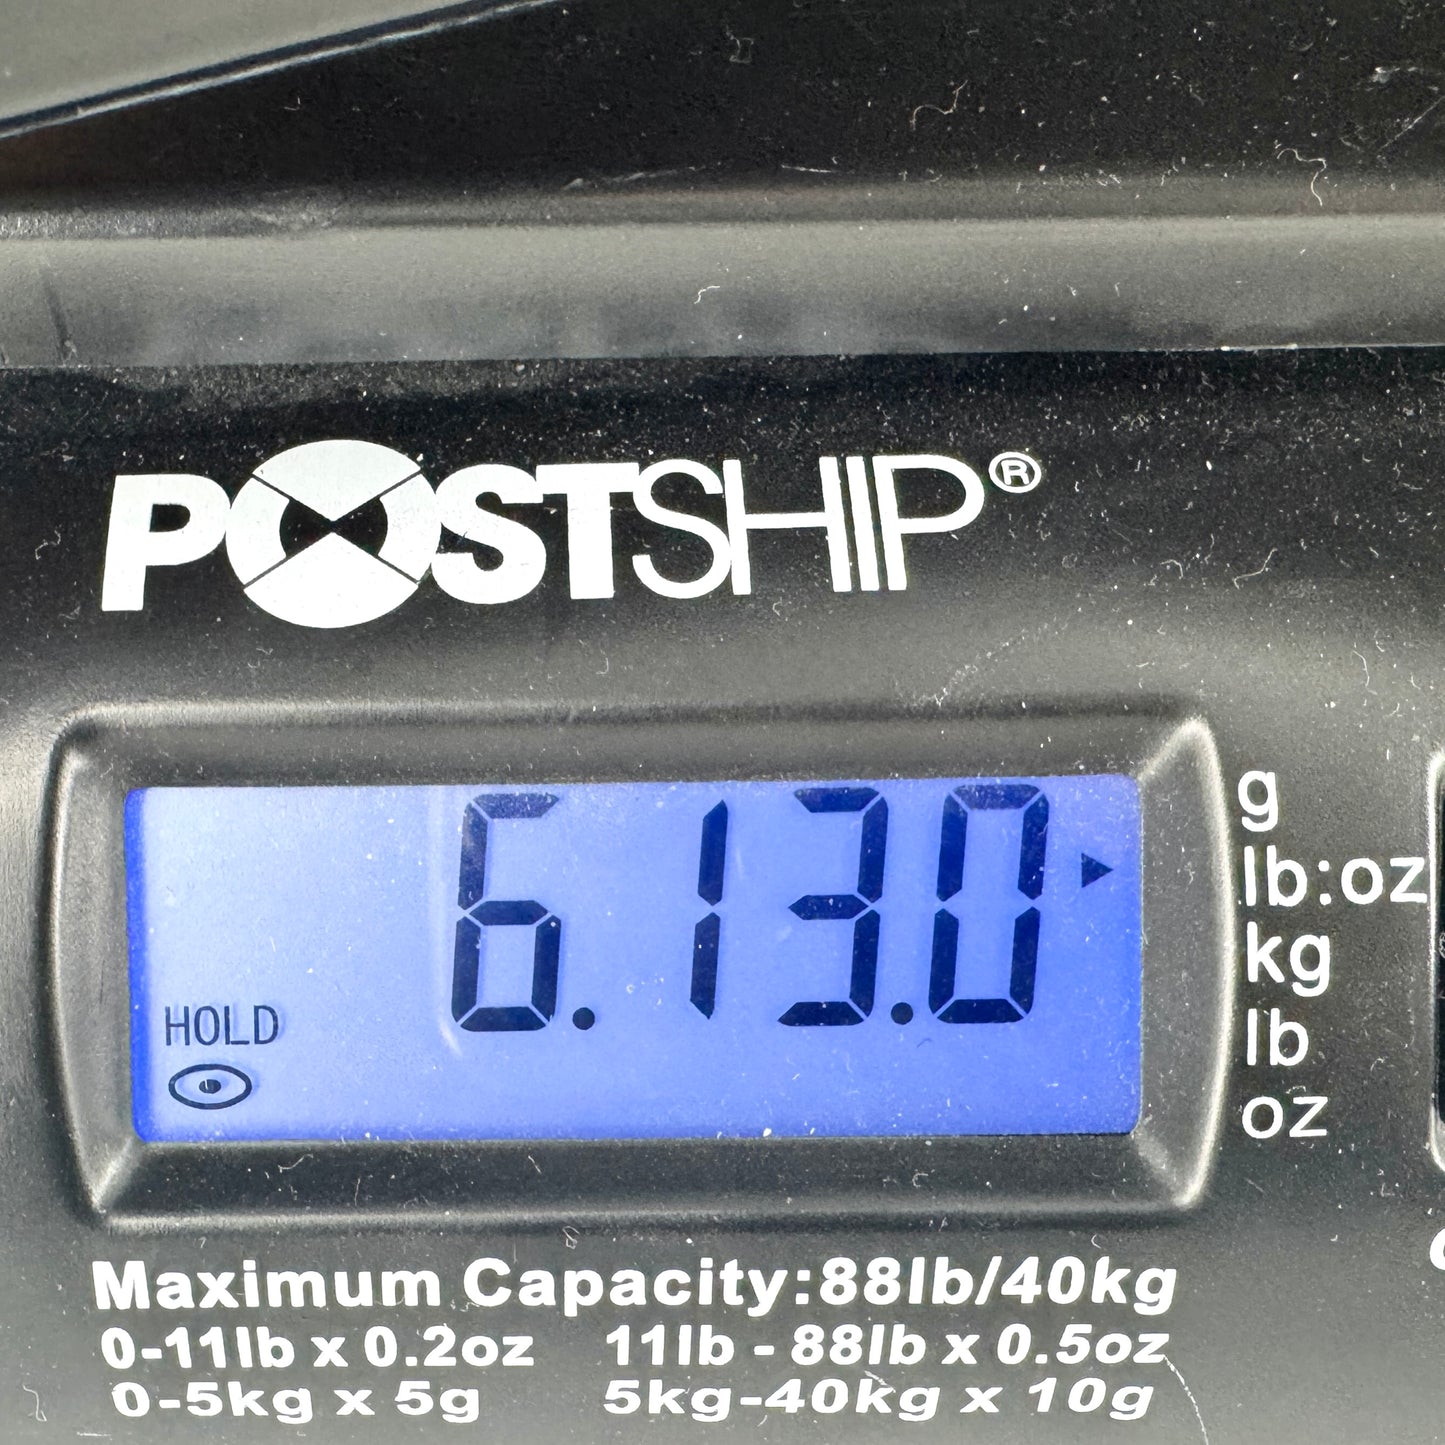 POSTSHIP®
6.13.0
HOLD
g
lb:oz
kg
lb
oz
Maximum Capacity:88lb/40kg
0-11lb x 0.2oz 11lb - 88lb x 0.5oz
0-5kg x 5g 5kg-40kg x 10g